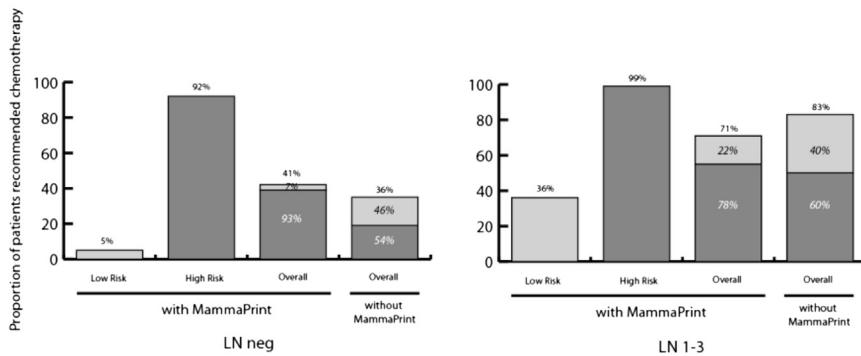 Proportion of patients recommended chemotherapy
100
80
60
40
20
0
5%
92%
41%
7%
93%
36%
46%
54%
Low Risk
High Risk
Overall
Overall
with MammaPrint
without
MammaPrint
LN neg
100
80
60
40
20
0
36%
99%
71%
22%
78%
83%
40%
60%
Low Risk
High Risk
Overall
Overall
with MammaPrint
without
MammaPrint
LN 1-3